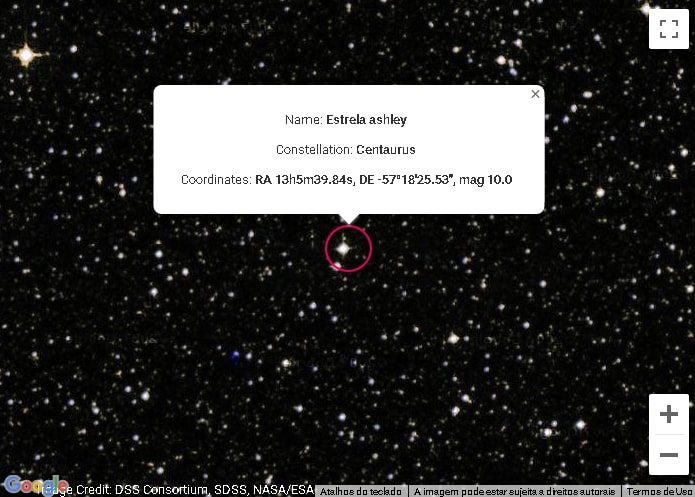 Name: Estrela ashley
Constellation: Centaurus
Coordinates: RA 13h5m39.84s, DE -57°18'25.53", mag 10.0
Google
Image Credit: DSS Consortium, SDSS, NASA/ESA Atalhos do teclado A imagem pode estar sujeita a direitos autorais Termos de Uso